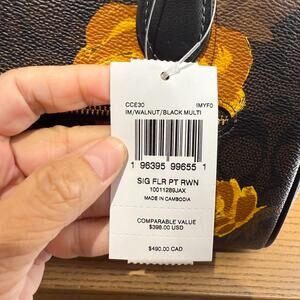 CCE30 IMYF0
IM/WALNUT/BLACK MULTI
1 96395 99655 1
SIG FLR PT RWN
10011289JAX
MADE IN CAMBODIA
COMPARABLE VALUE
$398.00 USD
$490.00 CAD